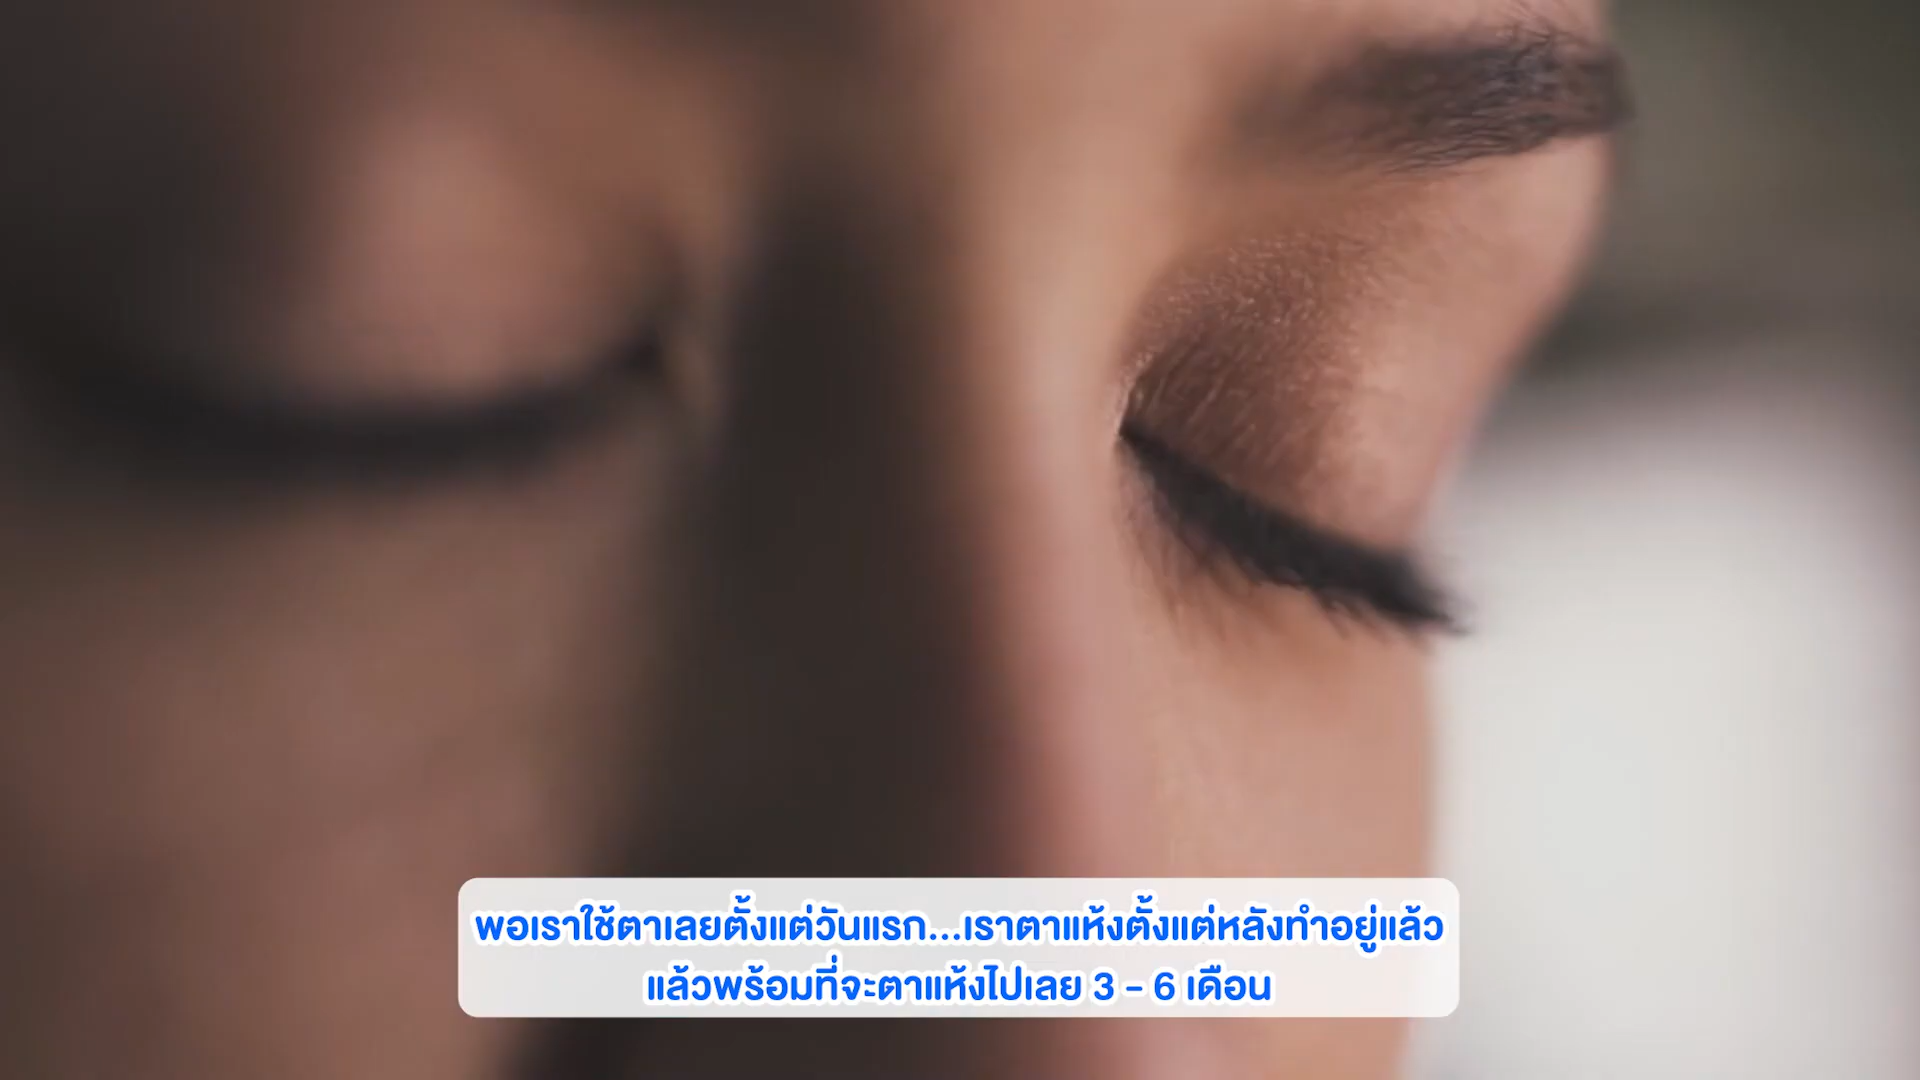 พอเราใช้ตาเลยตั้งแต่วันแรก...เราตาแห้งตั้งแต่หลังทำอยู่แล้ว
แล้วพร้อมที่จะตาแห้งไปเลย 3 - 6 เดือน